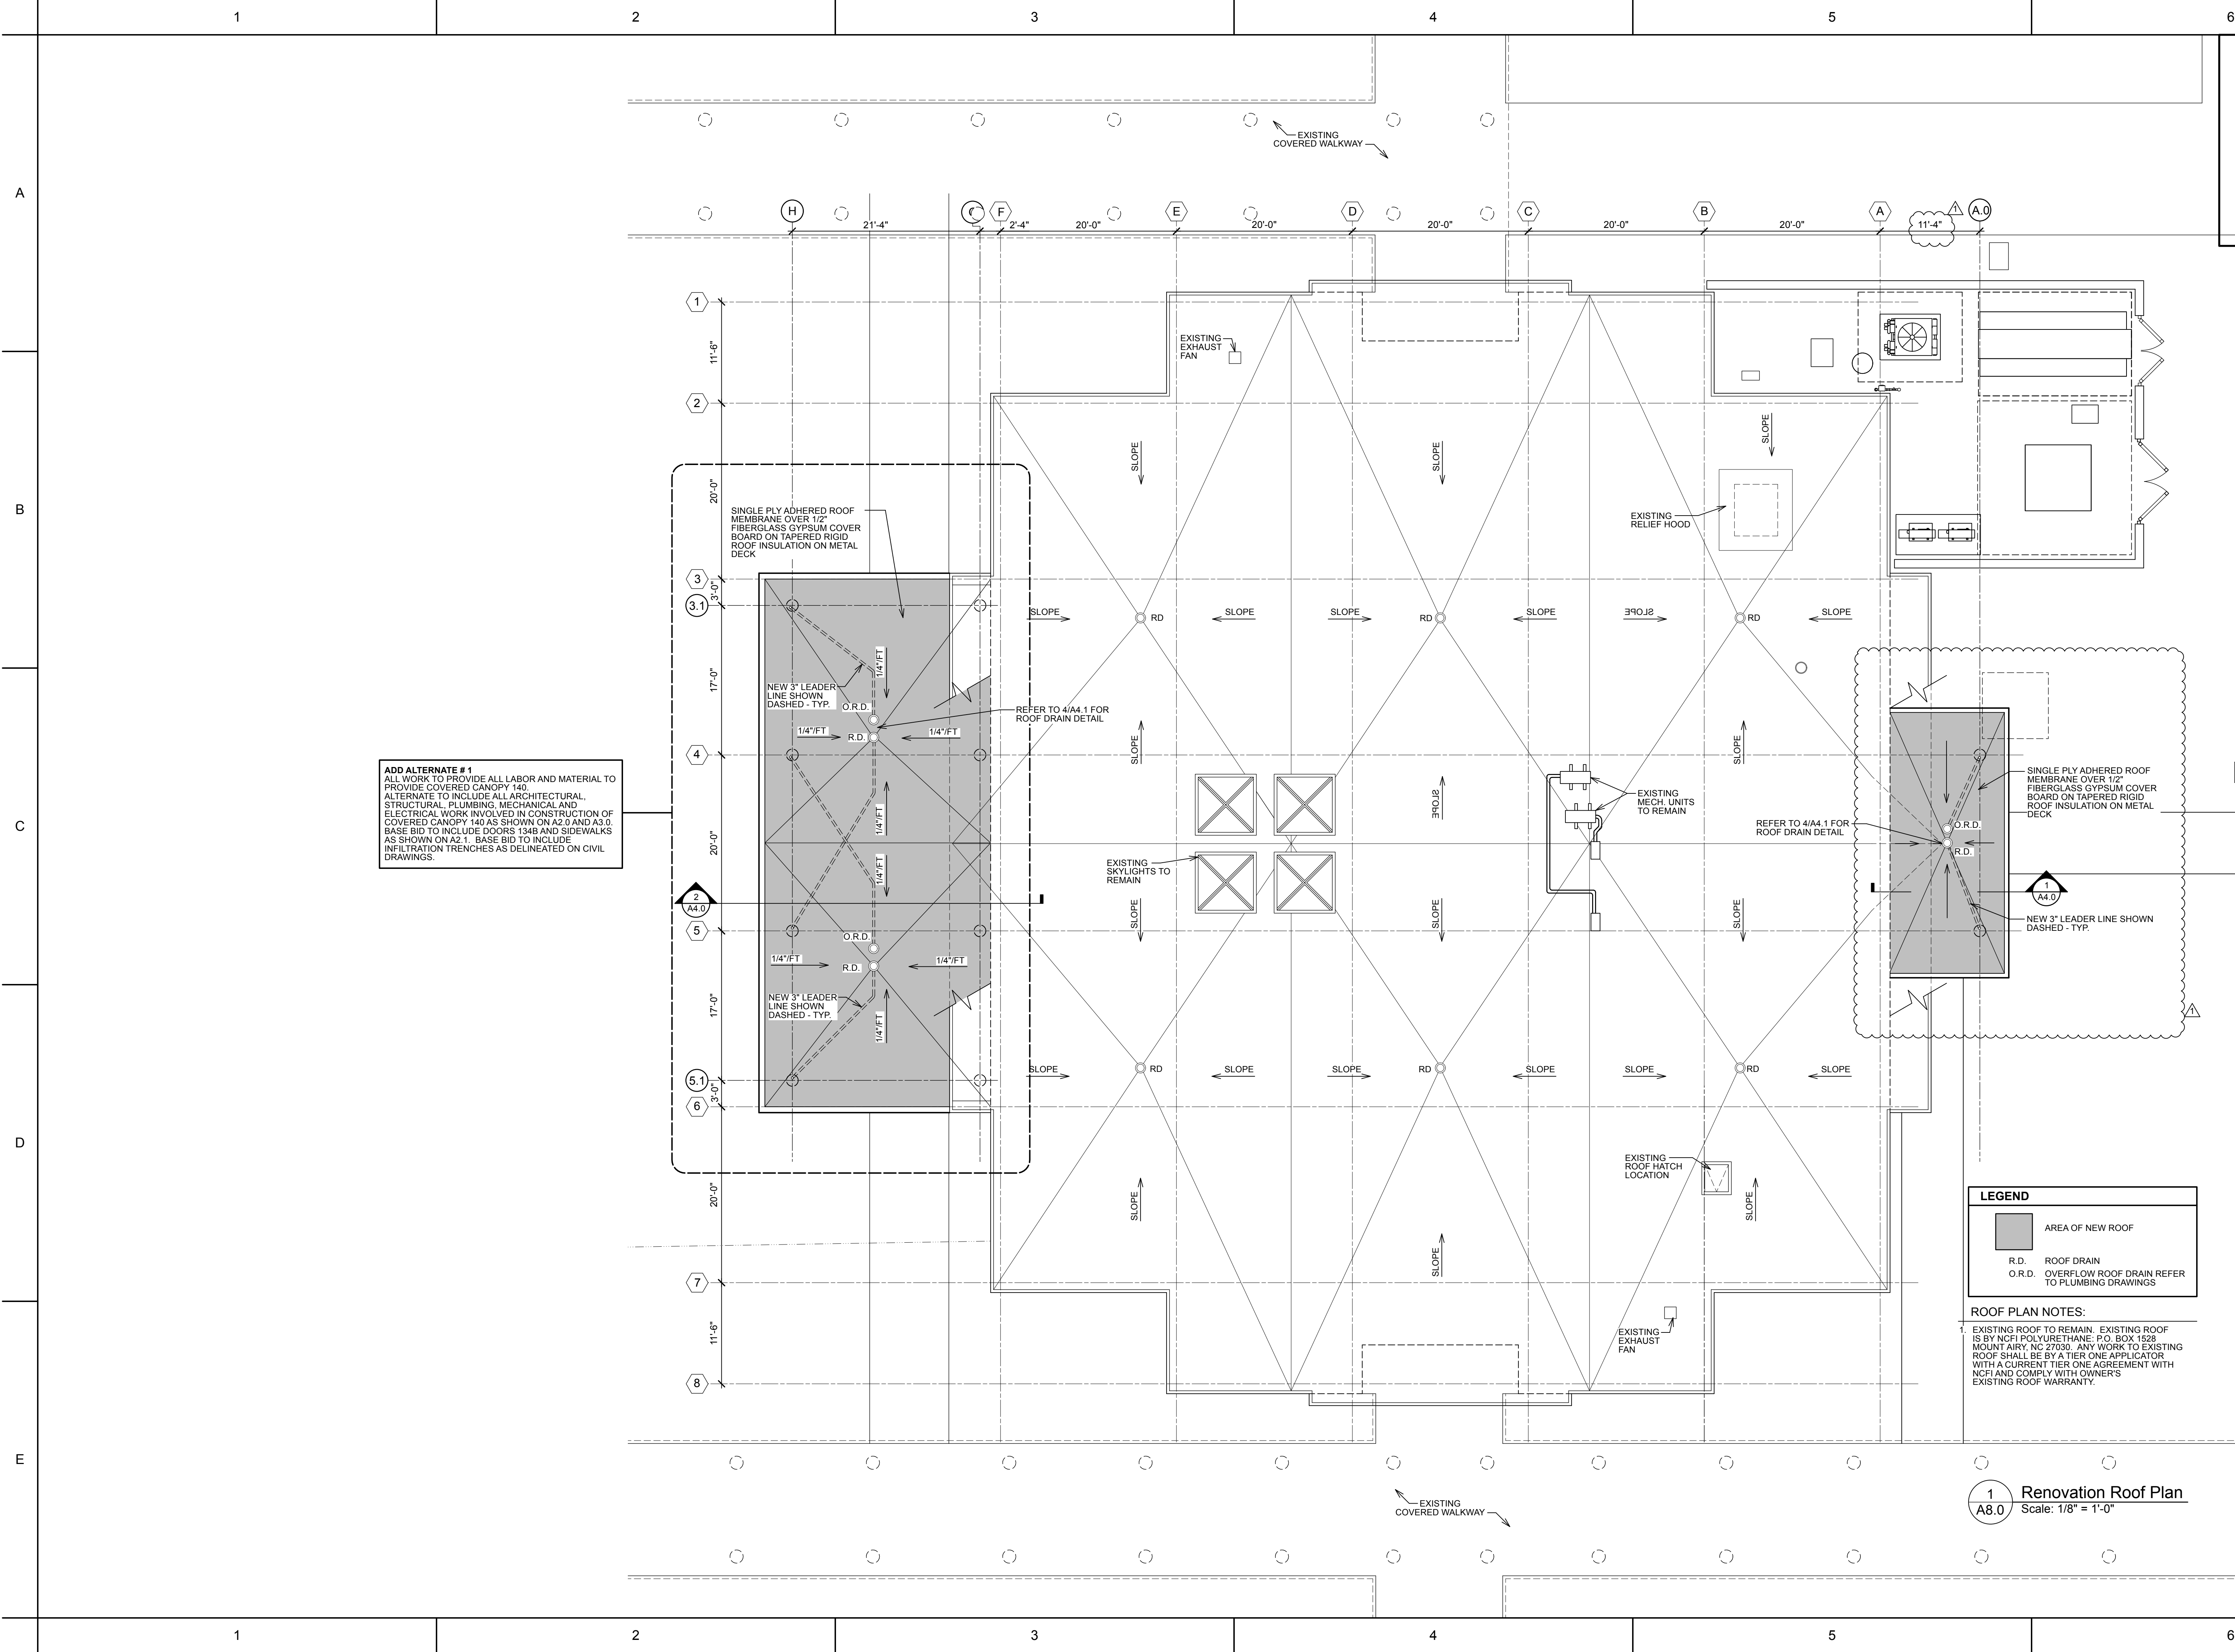 1 2 3 4 5 6
A
B
C
D
E
EXISTING
COVERED WALKWAY
H
F
E
D
C
B
A
A.0
1
21'-4"
2'-4"
20'-0"
20'-0"
20'-0"
20'-0"
20'-0"
11'-4"
1
11'-6"
2
20'-0"
3
3'-0"
3.1
17'-0"
4
20'-0"
5
17'-0"
5.1
3'-0"
6
20'-0"
7
11'-6"
8
EXISTING
EXHAUST
FAN
SLOPE
SLOPE
SLOPE
EXISTING
RELIEF HOOD
SINGLE PLY ADHERED ROOF
MEMBRANE OVER 1/2"
FIBERGLASS GYPSUM COVER
BOARD ON TAPERED RIGID
ROOF INSULATION ON METAL
DECK
SLOPE
RD
SLOPE
SLOPE
RD
SLOPE
SLOPE
RD
SLOPE
1/4"/FT
NEW 3" LEADER
LINE SHOWN
DASHED - TYP.
O.R.D.
REFER TO 4/A4.1 FOR
ROOF DRAIN DETAIL
1/4"/FT
R.D.
1/4"/FT
SLOPE
SLOPE
SLOPE
ADD ALTERNATE # 1
ALL WORK TO PROVIDE ALL LABOR AND MATERIAL TO
PROVIDE COVERED CANOPY 140.
ALTERNATE TO INCLUDE ALL ARCHITECTURAL,
STRUCTURAL, PLUMBING, MECHANICAL AND
ELECTRICAL WORK INVOLVED IN CONSTRUCTION OF
COVERED CANOPY 140 AS SHOWN ON A2.0 AND A3.0.
BASE BID TO INCLUDE DOORS 134B AND SIDEWALKS
AS SHOWN ON A2.1. BASE BID TO INCLUDE
INFILTRATION TRENCHES AS DELINEATED ON CIVIL
DRAWINGS.
1/4"/FT
1/4"/FT
EXISTING
MECH. UNITS
TO REMAIN
SINGLE PLY ADHERED ROOF
MEMBRANE OVER 1/2"
FIBERGLASS GYPSUM COVER
BOARD ON TAPERED RIGID
ROOF INSULATION ON METAL
DECK
REFER TO 4/A4.1 FOR
ROOF DRAIN DETAIL
O.R.D.
R.D.
EXISTING
SKYLIGHTS TO
REMAIN
2
A4.0
1
A4.0
SLOPE
SLOPE
SLOPE
NEW 3" LEADER LINE SHOWN
DASHED - TYP.
O.R.D.
1/4"/FT
R.D.
1/4"/FT
NEW 3" LEADER
LINE SHOWN
DASHED - TYP.
1/4"/FT
1
SLOPE
RD
SLOPE
SLOPE
RD
SLOPE
SLOPE
RD
SLOPE
EXISTING
ROOF HATCH
LOCATION
SLOPE
SLOPE
SLOPE
LEGEND
AREA OF NEW ROOF
R.D. ROOF DRAIN
O.R.D. OVERFLOW ROOF DRAIN REFER
TO PLUMBING DRAWINGS
EXISTING
EXHAUST
FAN
ROOF PLAN NOTES:
1. EXISTING ROOF TO REMAIN. EXISTING ROOF
IS BY NCFI POLYURETHANE: P.O. BOX 1528
MOUNT AIRY, NC 27030. ANY WORK TO EXISTING
ROOF SHALL BE BY A TIER ONE APPLICATOR
WITH A CURRENT TIER ONE AGREEMENT WITH
NCFI AND COMPLY WITH OWNER'S
EXISTING ROOF WARRANTY.
EXISTING
COVERED WALKWAY
1
A8.0
Renovation Roof Plan
Scale: 1/8" = 1'-0"
1 2 3 4 5 6